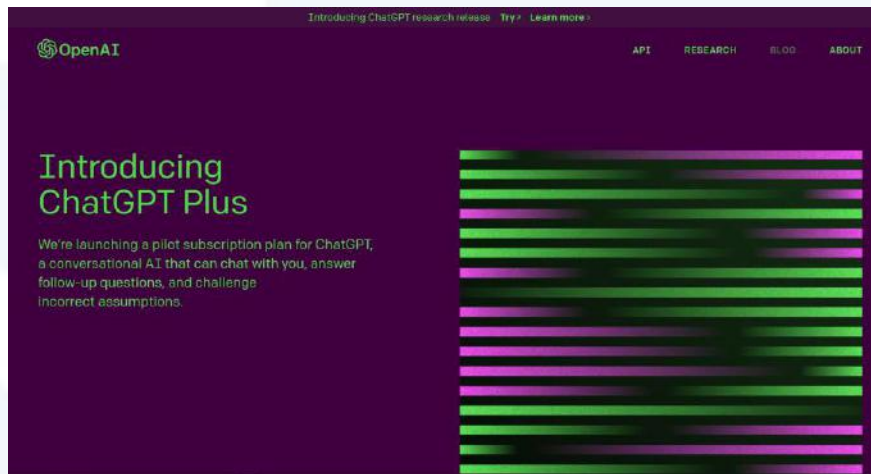 Introducing ChatGPT research release Try Learn more
OpenAI
API RESEARCH BLOG ABOUT
Introducing
ChatGPT Plus
We're launching a pilot subscription plan for ChatGPT,
a conversational AI that can chat with you, answer
follow-up questions, and challenge
incorrect assumptions.